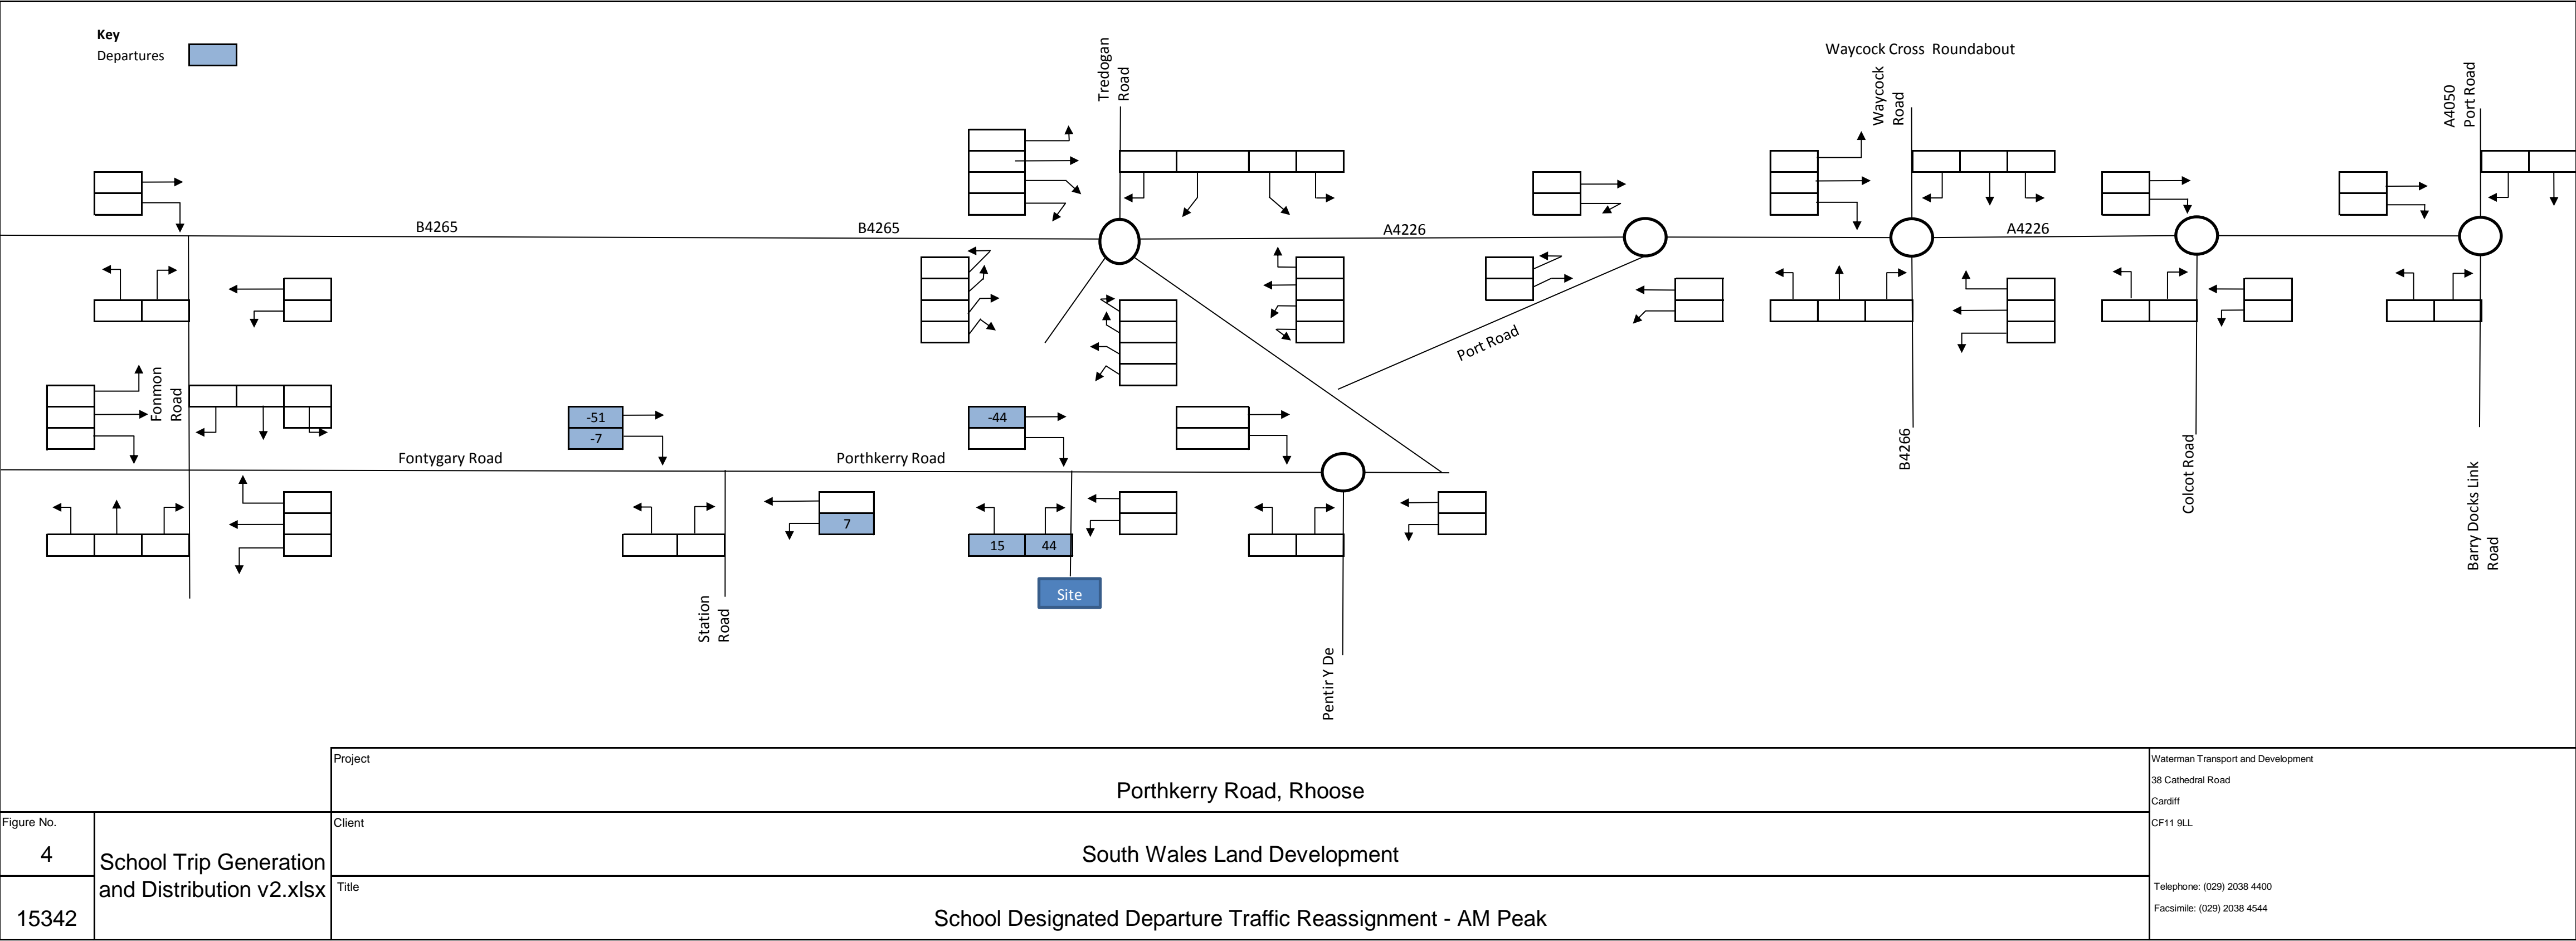 Key
Departures
Tredogan
Road
Waycock Cross Roundabout
Waycock
Road
A4050
Port Road
B4265
B4265
A4226
A4226
Port Road
Fonmon
Road
-51
-7
-44
Fontygary Road
Porthkerry Road
B4266
Colcot Road
Barry Docks Link
Road
7
15
44
Site
Station
Road
Pentir Y De
Project
Porthkerry Road, Rhoose
Waterman Transport and Development
38 Cathedral Road
Cardiff
CF11 9LL
Figure No.
4
School Trip Generation
and Distribution v2.xlsx
Client
South Wales Land Development
15342
Title
School Designated Departure Traffic Reassignment - AM Peak
Telephone: (029) 2038 4400
Facsimile: (029) 2038 4544